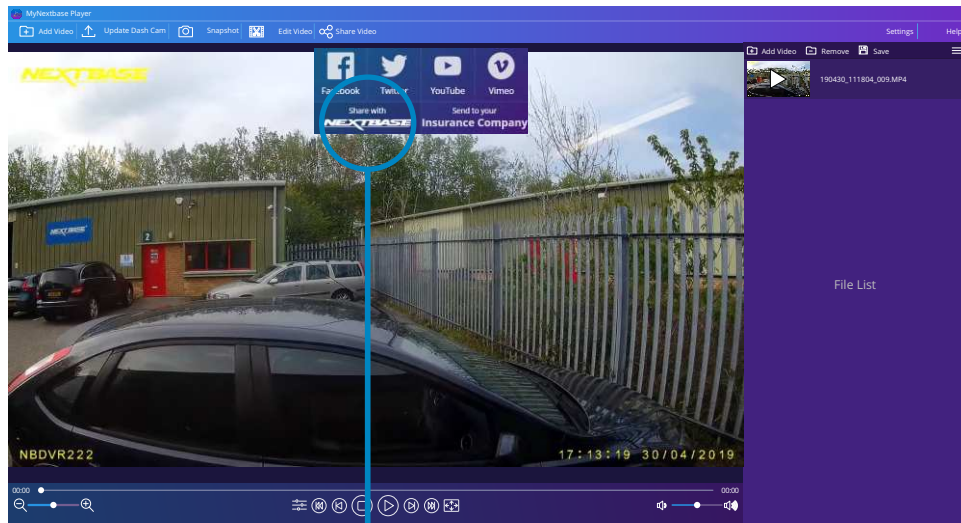 MyNextbase Player
Add Video Update Dash Cam Snapshot Edit Video Share Video Settings Help
Add Video Remove Save
190430_111804_009.MP4
NEXTBASE
Facebook Twitter YouTube Vimeo
Share with Send to your
NEXTBASE Insurance Company
NEXTBASE
2
File List
NBDVR222 17:13:19 30/04/2019
00:00 00:00